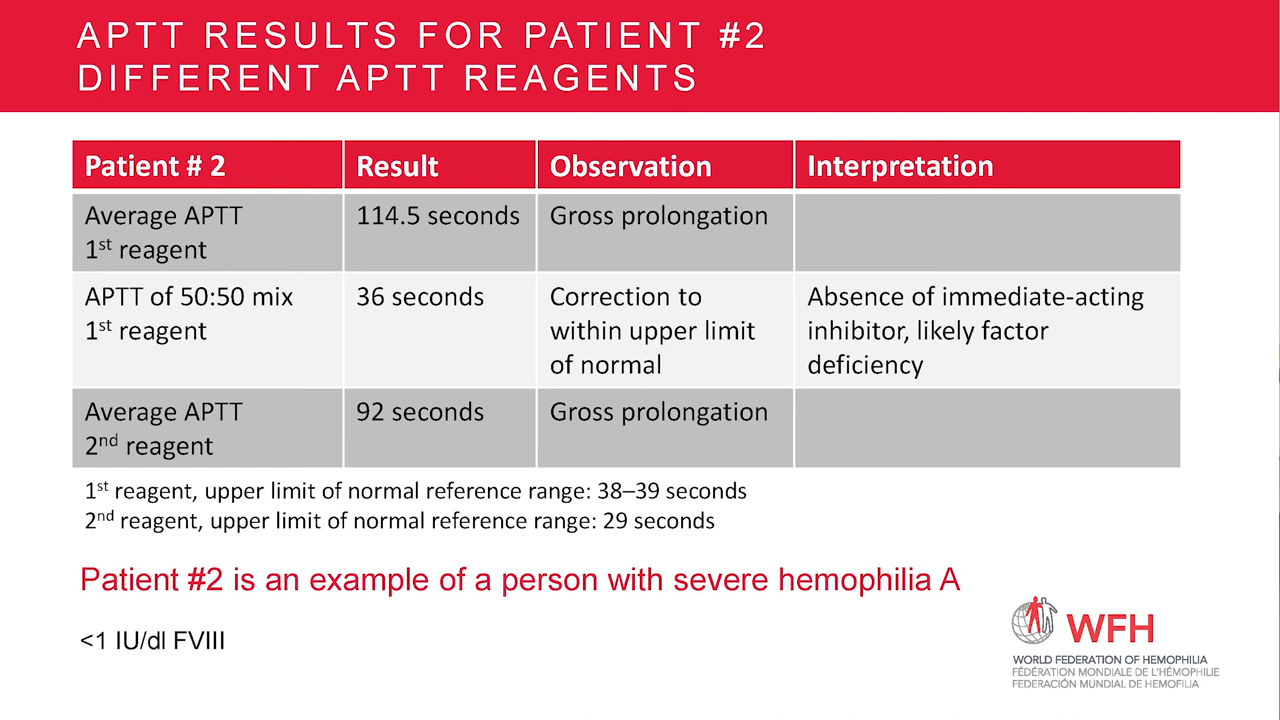 APTT RESULTS FOR PATIENT #2
DIFFERENT APTT REAGENTS
Patient # 2 Result Observation Interpretation
Average APTT 114.5 seconds Gross prolongation
1st reagent
APTT of 50:50 mix 36 seconds Correction to Absence of immediate-acting
1st reagent within upper limit inhibitor, likely factor
of normal deficiency
Average APTT 92 seconds Gross prolongation
2nd reagent
1st reagent, upper limit of normal reference range: 38–39 seconds
2nd reagent, upper limit of normal reference range: 29 seconds
Patient #2 is an example of a person with severe hemophilia A
<1 IU/dl FVIII
WFH
WORLD FEDERATION OF HEMOPHILIA
FÉDÉRATION MONDIALE DE L'HÉMOPHILIE
FEDERACIÓN MUNDIAL DE HEMOFILIA